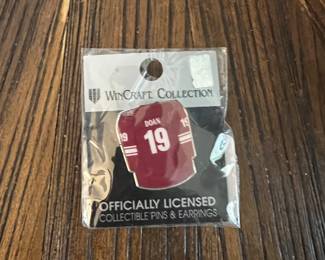 WINCRAFT COLLECTION
DOAN
19 19 19
OFFICIALLY LICENSED
COLLECTIBLE PINS & EARRINGS